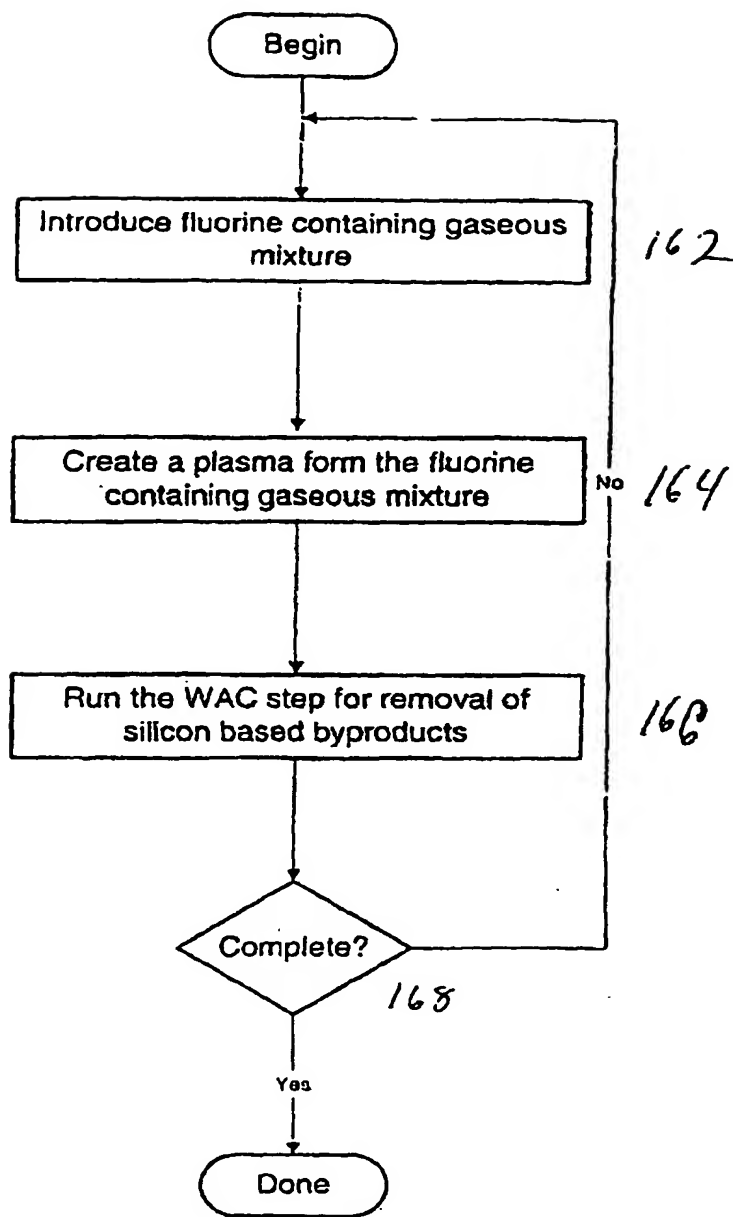 Begin
Introduce fluorine containing gaseous
mixture
162
Create a plasma form the fluorine
containing gaseous mixture
No
164
Run the WAC step for removal of
silicon based byproducts
166
Complete?
168
Yes
Done